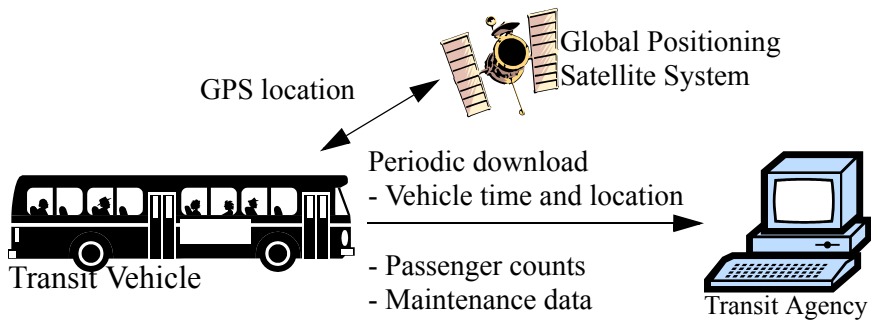 Global Positioning
Satellite System
GPS location
Periodic download
- Vehicle time and location
- Passenger counts
- Maintenance data
Transit Vehicle
Transit Agency